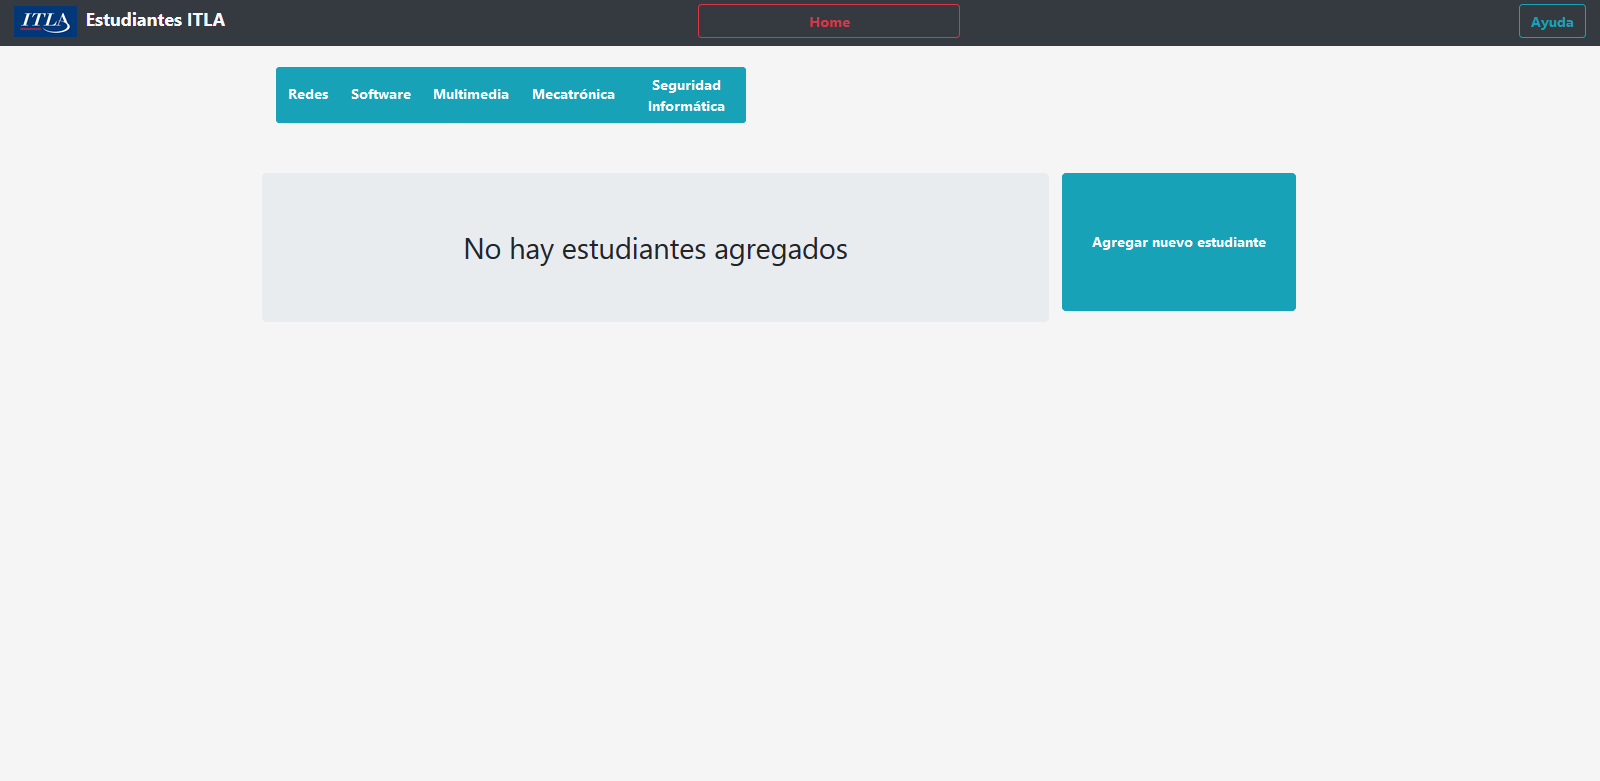 ITLA Estudiantes ITLA Home Ayuda
Redes Software Multimedia Mecatrónica Seguridad
Informática
No hay estudiantes agregados
Agregar nuevo estudiante